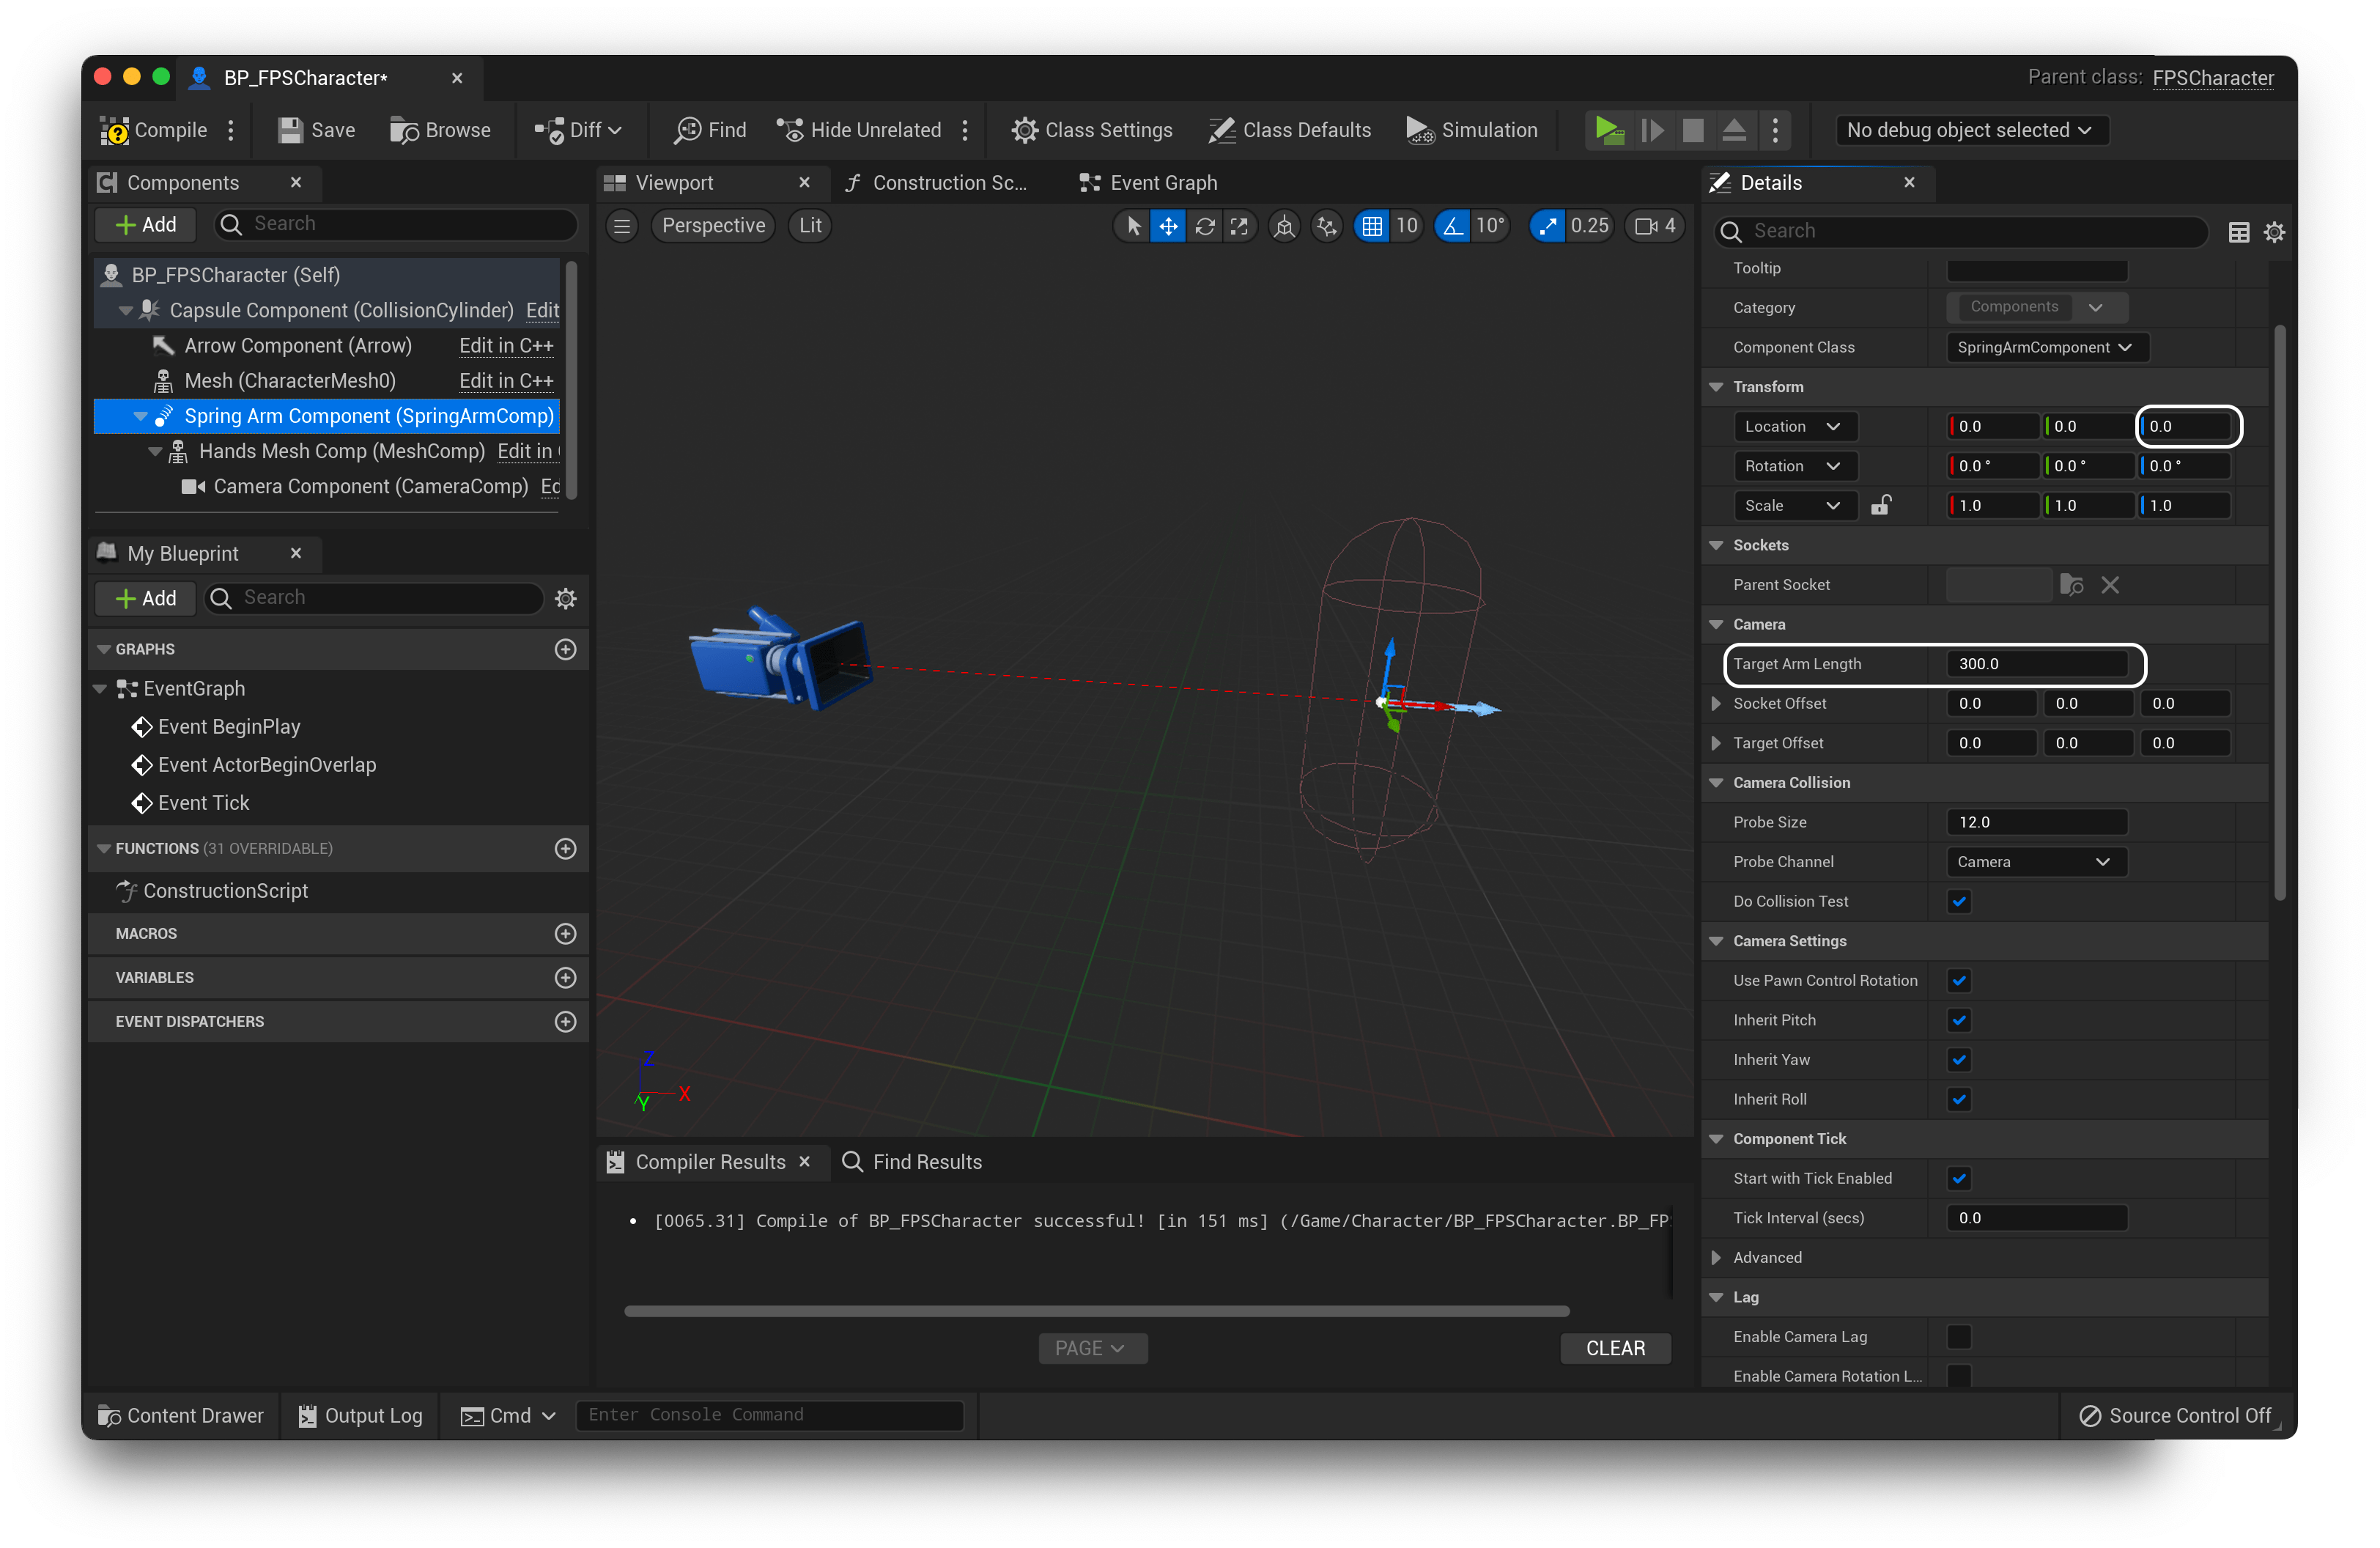 BP_FPSCharacter*
Parent class: FPSCharacter
Compile Save Browse Diff Find Hide Unrelated Class Settings Class Defaults Simulation No debug object selected
Components
Add Search
BP_FPSCharacter (Self)
Capsule Component (CollisionCylinder) Edit
Arrow Component (Arrow) Edit in C++
Mesh (CharacterMesh0) Edit in C++
Spring Arm Component (SpringArmComp)
Hands Mesh Comp (MeshComp) Edit in
Camera Component (CameraComp) Ed
My Blueprint
Add Search
GRAPHS
EventGraph
Event BeginPlay
Event ActorBeginOverlap
Event Tick
FUNCTIONS (31 OVERRIDABLE)
ConstructionScript
MACROS
VARIABLES
EVENT DISPATCHERS
Viewport Construction Sc... Event Graph
Perspective Lit 10 10° 0.25 4
Z
X
Y
Compiler Results Find Results
• [0065.31] Compile of BP_FPSCharacter successful! [in 151 ms] (/Game/Character/BP_FPSCharacter.BP_FPS
PAGE CLEAR
Details
Search
Tooltip
Category Components
Component Class SpringArmComponent
Transform
Location 0.0 0.0 0.0
Rotation 0.0 ° 0.0 ° 0.0 °
Scale 1.0 1.0 1.0
Sockets
Parent Socket
Camera
Target Arm Length 300.0
Socket Offset 0.0 0.0 0.0
Target Offset 0.0 0.0 0.0
Camera Collision
Probe Size 12.0
Probe Channel Camera
Do Collision Test
Camera Settings
Use Pawn Control Rotation
Inherit Pitch
Inherit Yaw
Inherit Roll
Component Tick
Start with Tick Enabled
Tick Interval (secs) 0.0
Advanced
Lag
Enable Camera Lag
Enable Camera Rotation L...
Content Drawer Output Log Cmd Enter Console Command Source Control Off